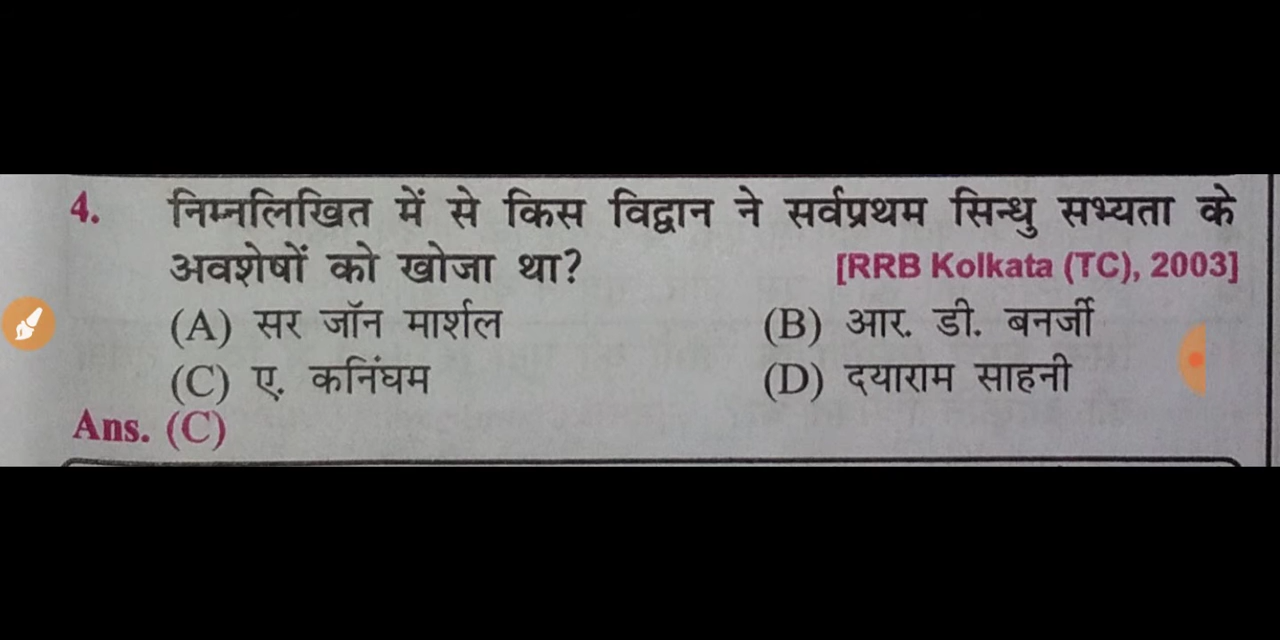 4. निम्नलिखित में से किस विद्वान ने सर्वप्रथम सिन्धु सभ्यता के
अवशेषों को खोजा था? [RRB Kolkata (TC), 2003]
(A) सर जॉन मार्शल (B) आर. डी. बनर्जी
(C) ए. कनिंघम (D) दयाराम साहनी
Ans. (C)